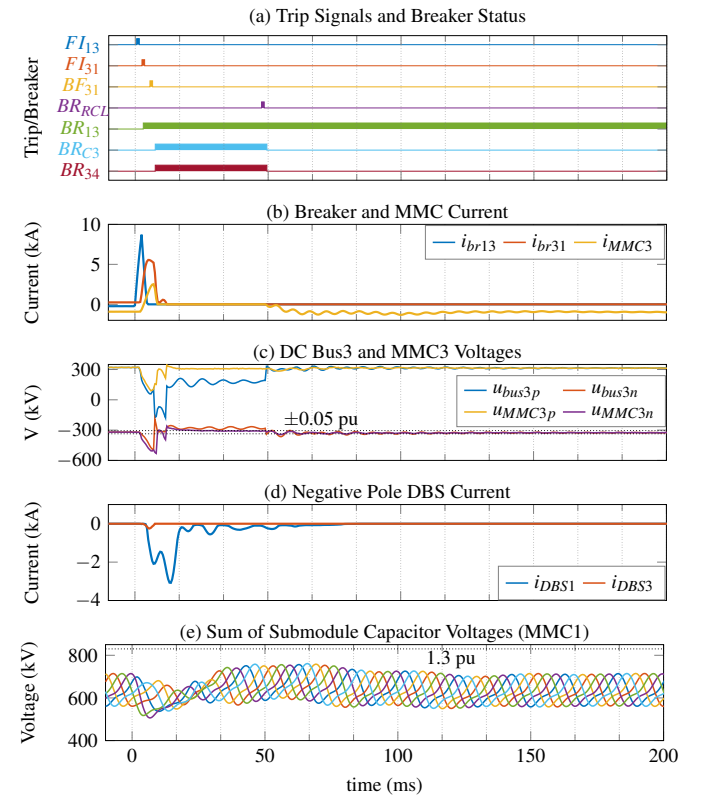 (a) Trip Signals and Breaker Status
Trip/Breaker
FI13
FI31
BF31
BRRCL
BR13
BRC3
BR34
(b) Breaker and MMC Current
Current (kA)
10
5
0
ibr13 ibr31 iMMC3
(c) DC Bus3 and MMC3 Voltages
V (kV)
300
0
−300
−600
ubus3p ubus3n
uMMC3p uMMC3n
±0.05 pu
(d) Negative Pole DBS Current
Current (kA)
0
−2
−4
iDBS1 iDBS3
(e) Sum of Submodule Capacitor Voltages (MMC1)
Voltage (kV)
800
600
400
1.3 pu
0 50 100 150 200
time (ms)